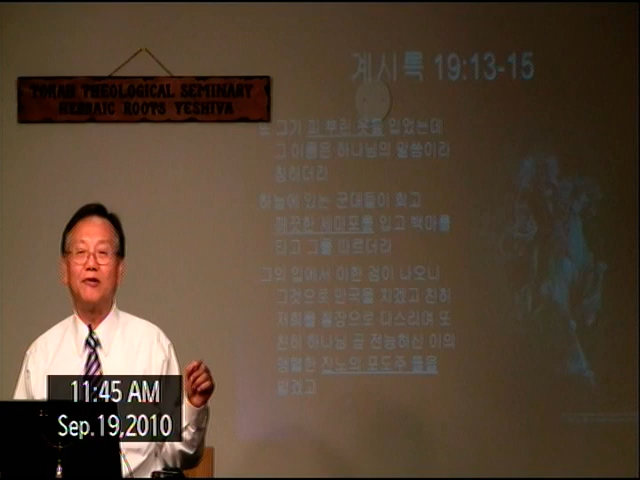 TORAH THEOLOGICAL SEMINARY
HEBRAIC ROOTS YESHIVA
계시록 19:13-15
또 그가 피 뿌린 옷을 입었는데
그 이름은 하나님의 말씀이라
칭하더라
하늘에 있는 군대들이 희고
깨끗한 세마포를 입고 백마를
타고 그를 따르더라
그의 입에서 이한 검이 나오니
그것으로 만국을 치겠고 친히
저희를 철장으로 다스리며 또
친히 하나님 곧 전능하신 이의
맹렬한 진노의 포도주 틀을
밟겠고
11:45 AM
Sep.19,2010